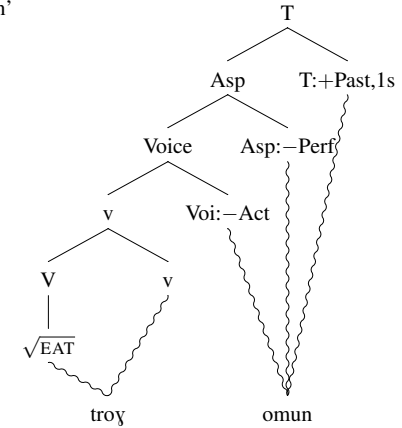 n'
T
Asp T:+Past,1s
Voice Asp:−Perf
v Voi:−Act
V v
√EAT
troɣ omun